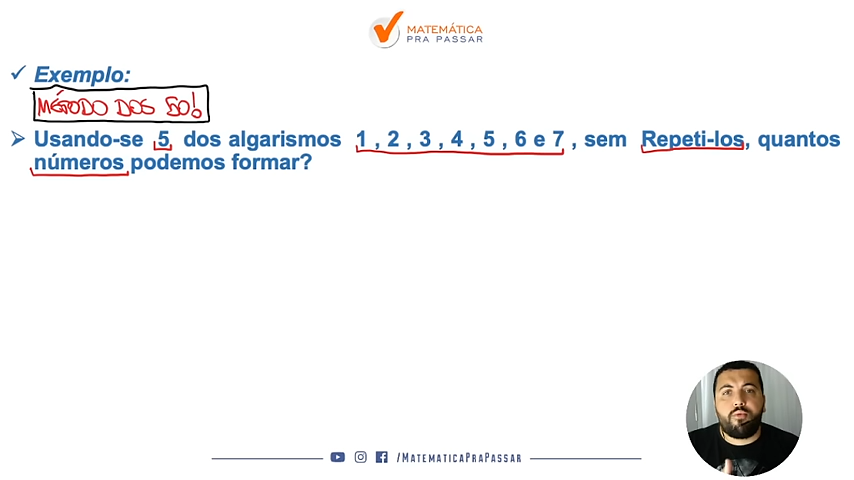 MATEMÁTICA
PRA PASSAR
Exemplo:
MÉTODO DOS 50!
Usando-se 5 dos algarismos 1 , 2 , 3 , 4 , 5 , 6 e 7 , sem Repeti-los, quantos
números podemos formar?
/MatematicaPraPassar